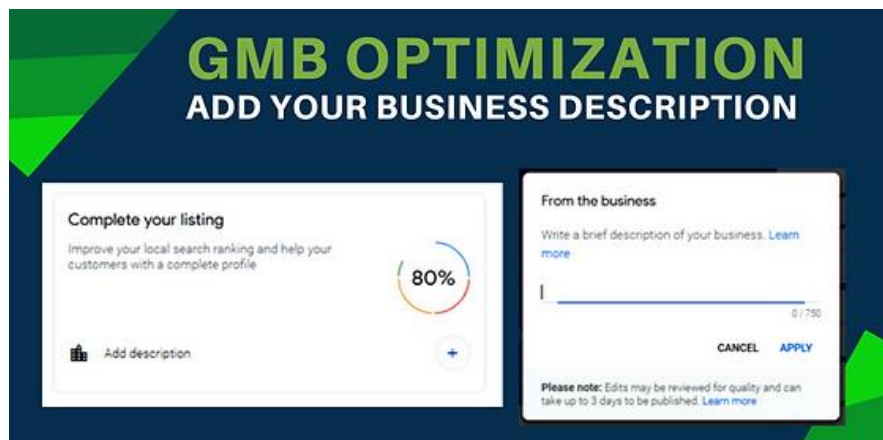 GMB OPTIMIZATION
ADD YOUR BUSINESS DESCRIPTION
Complete your listing
Improve your local search ranking and help your
customers with a complete profile
80%
Add description
+
From the business
Write a brief description of your business. Learn
more
0 / 750
CANCEL APPLY
Please note: Edits may be reviewed for quality and can
take up to 3 days to be published. Learn more